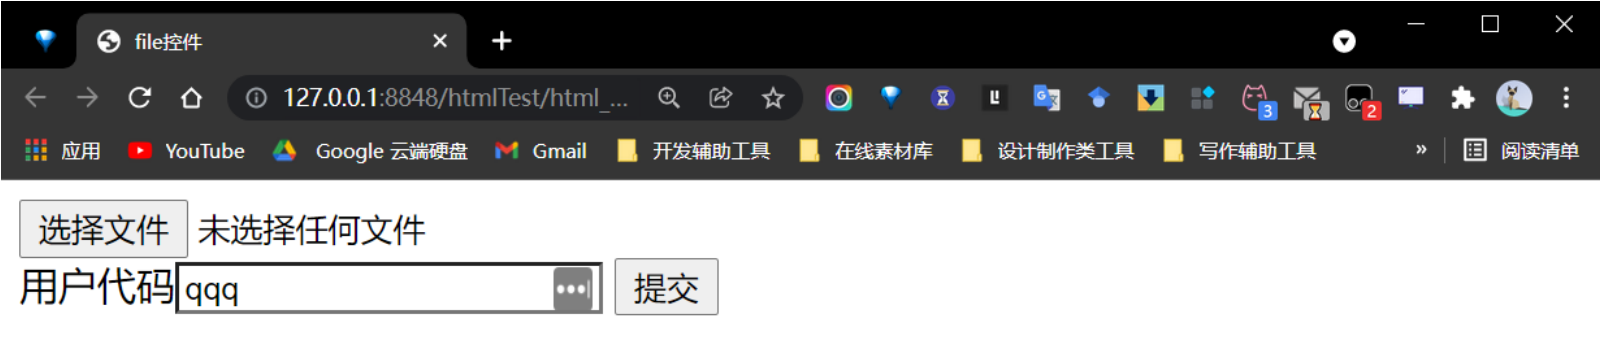 file控件
127.0.0.1:8848/htmlTest/html_...
3
2
应用 YouTube Google 云端硬盘 Gmail 开发辅助工具 在线素材库 设计制作类工具 写作辅助工具 » 阅读清单
选择文件 未选择任何文件
用户代码 qqq 提交